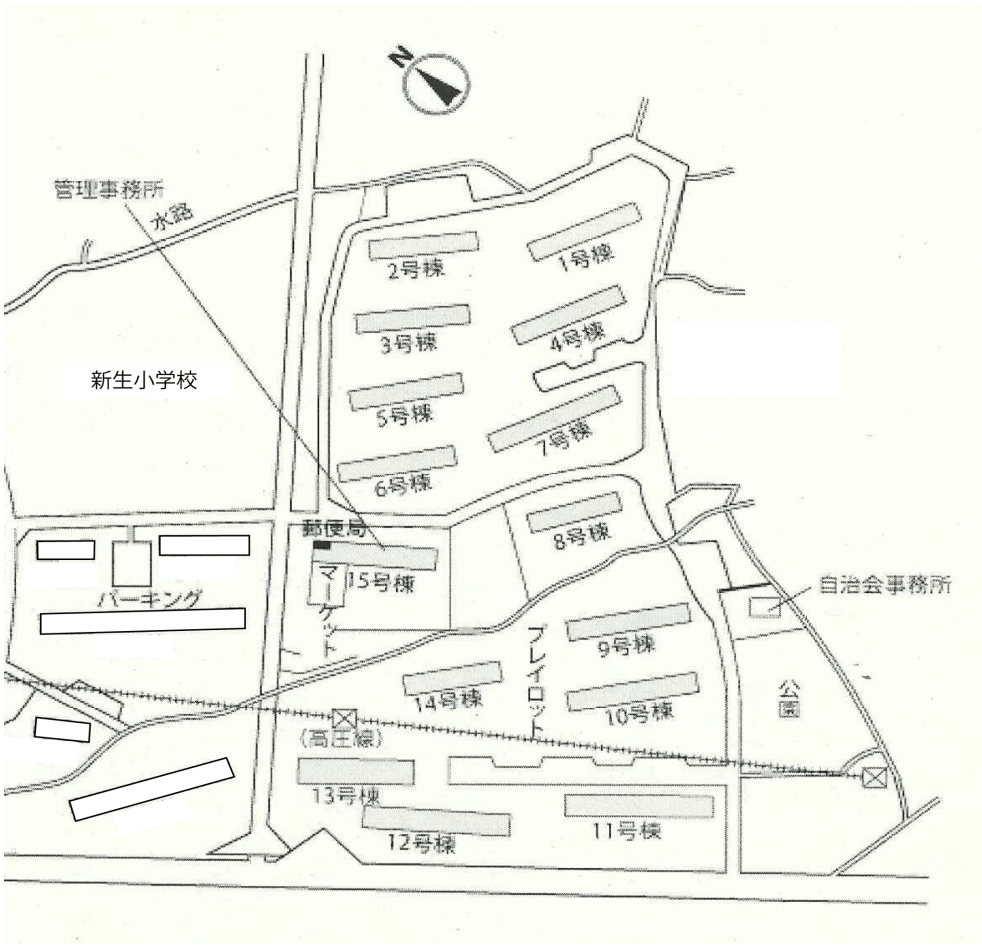 N
管理事務所
水路
2号棟
1号棟
3号棟
4号棟
新生小学校
5号棟
7号棟
6号棟
郵便局
8号棟
15号棟
マーケット
パーキング
自治会事務所
プレイロット
9号棟
14号棟
10号棟
公園
(高圧線)
13号棟
12号棟
11号棟